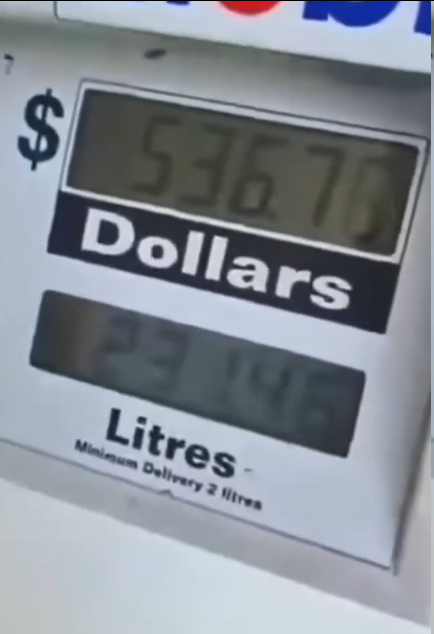 $ 536.70
Dollars
231.46
Litres
Minimum Delivery 2 litres